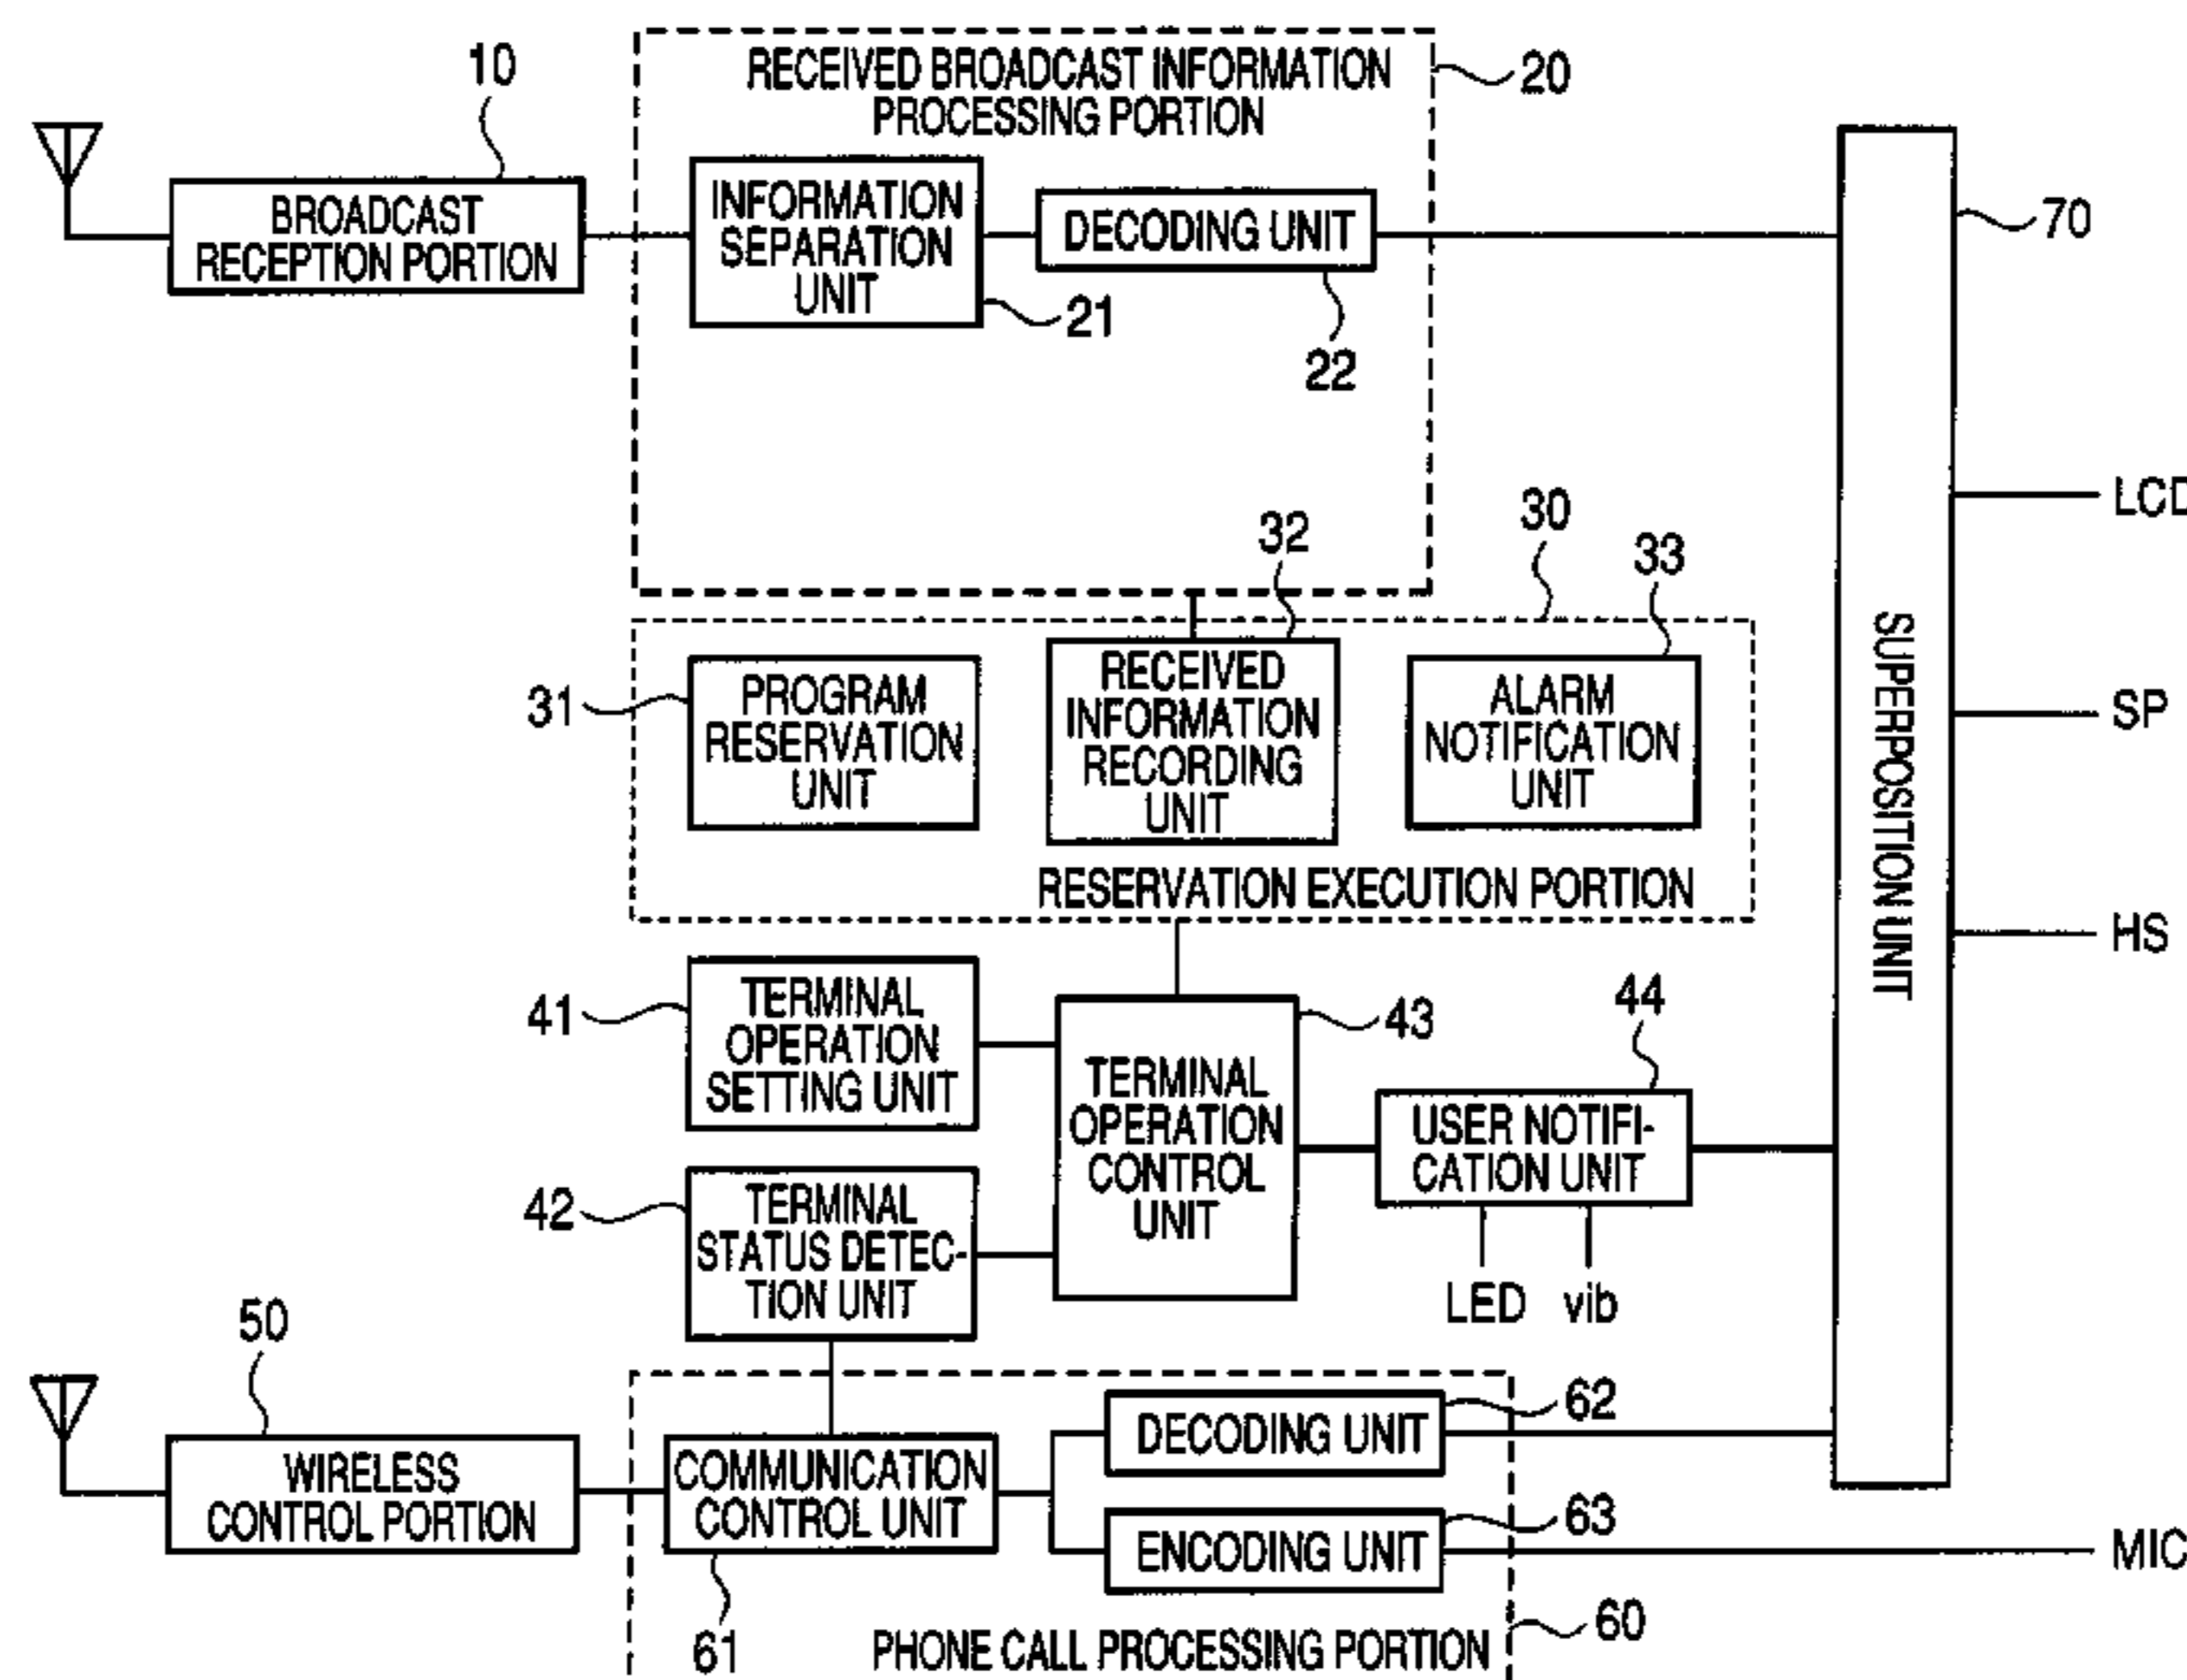 10
RECEIVED BROADCAST INFORMATION
PROCESSING PORTION
20
BROADCAST
RECEPTION PORTION
INFORMATION
SEPARATION
UNIT
21
DECODING UNIT
22
70
SUPERPOSITION UNIT
LCD
SP
HS
30
31
PROGRAM
RESERVATION
UNIT
32
RECEIVED
INFORMATION
RECORDING
UNIT
33
ALARM
NOTIFICATION
UNIT
RESERVATION EXECUTION PORTION
41
TERMINAL
OPERATION
SETTING UNIT
42
TERMINAL
STATUS DETEC-
TION UNIT
43
TERMINAL
OPERATION
CONTROL
UNIT
44
USER NOTIFI-
CATION UNIT
LED
vib
50
WIRELESS
CONTROL PORTION
COMMUNICATION
CONTROL UNIT
61
DECODING UNIT
62
ENCODING UNIT
63
MIC
PHONE CALL PROCESSING PORTION
60